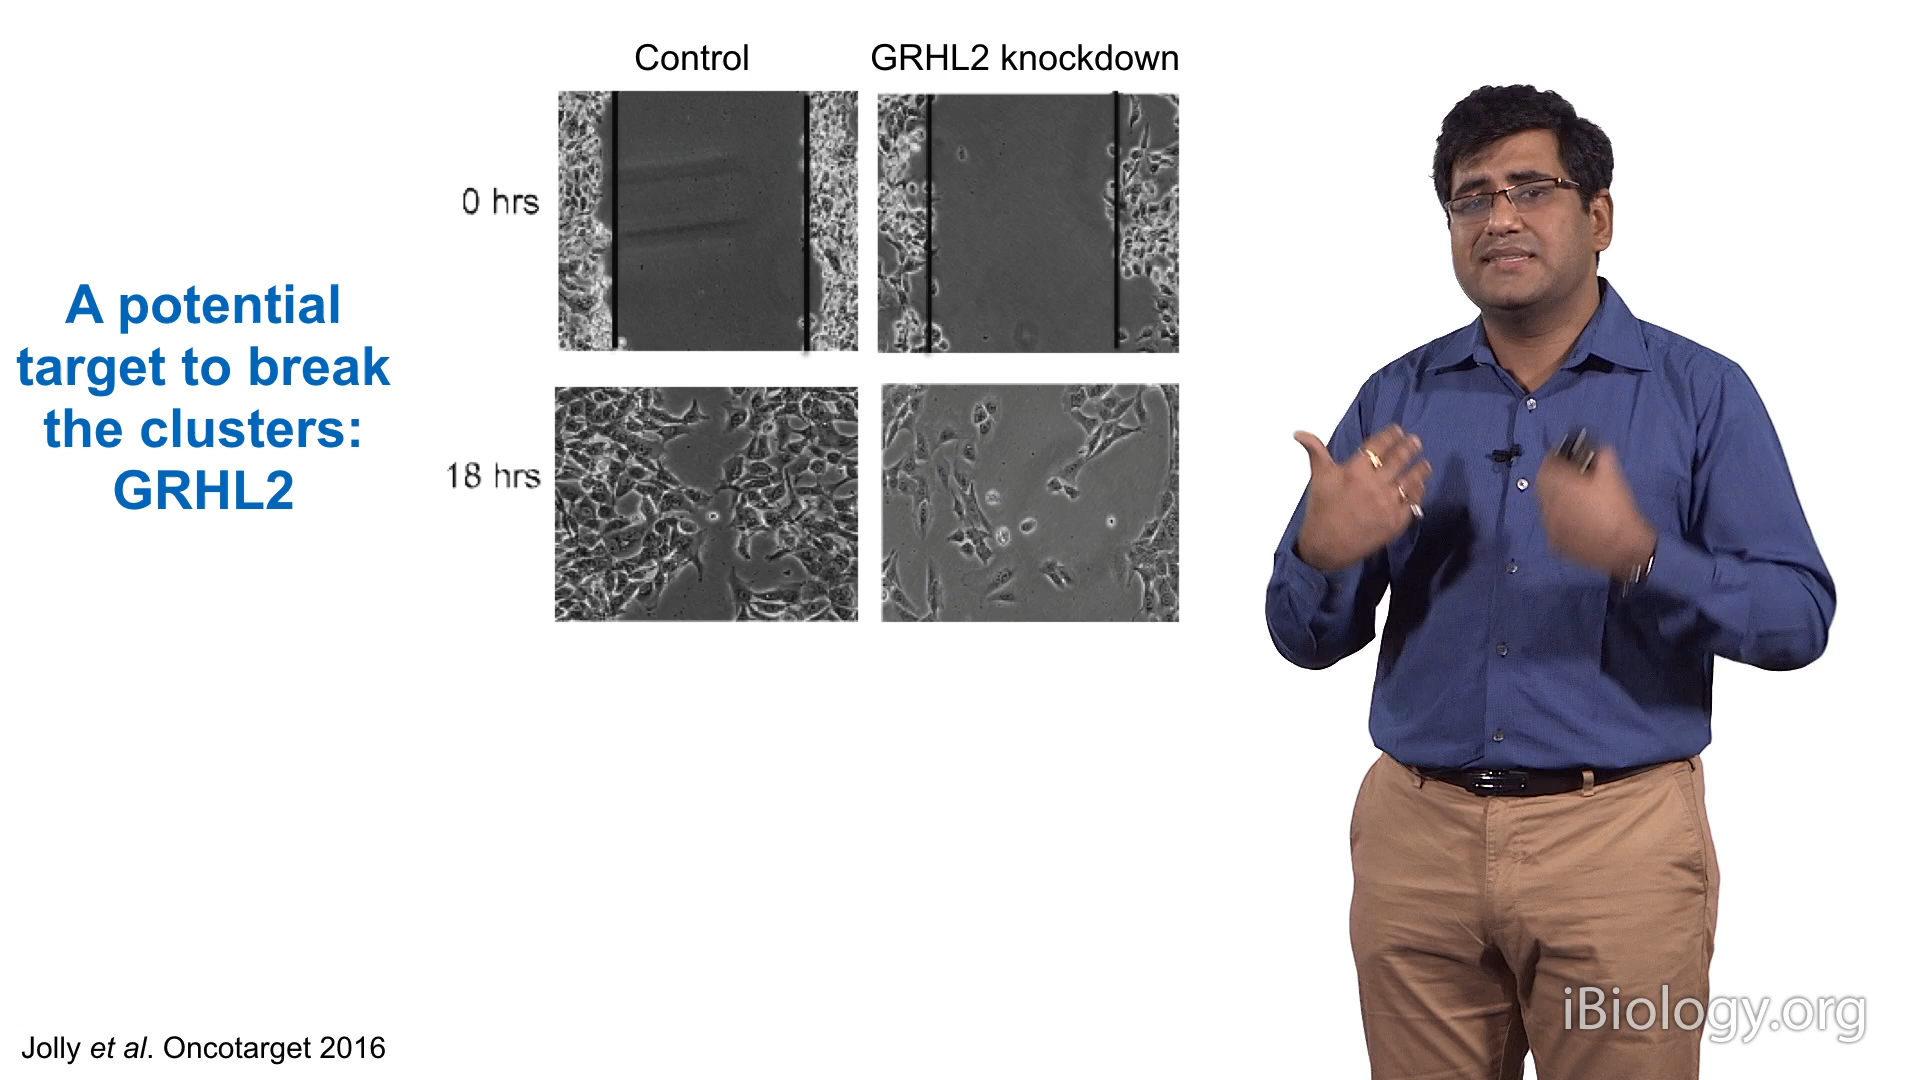 Control
GRHL2 knockdown
0 hrs
18 hrs
A potential
target to break
the clusters:
GRHL2
Jolly et al. Oncotarget 2016
iBiology.org